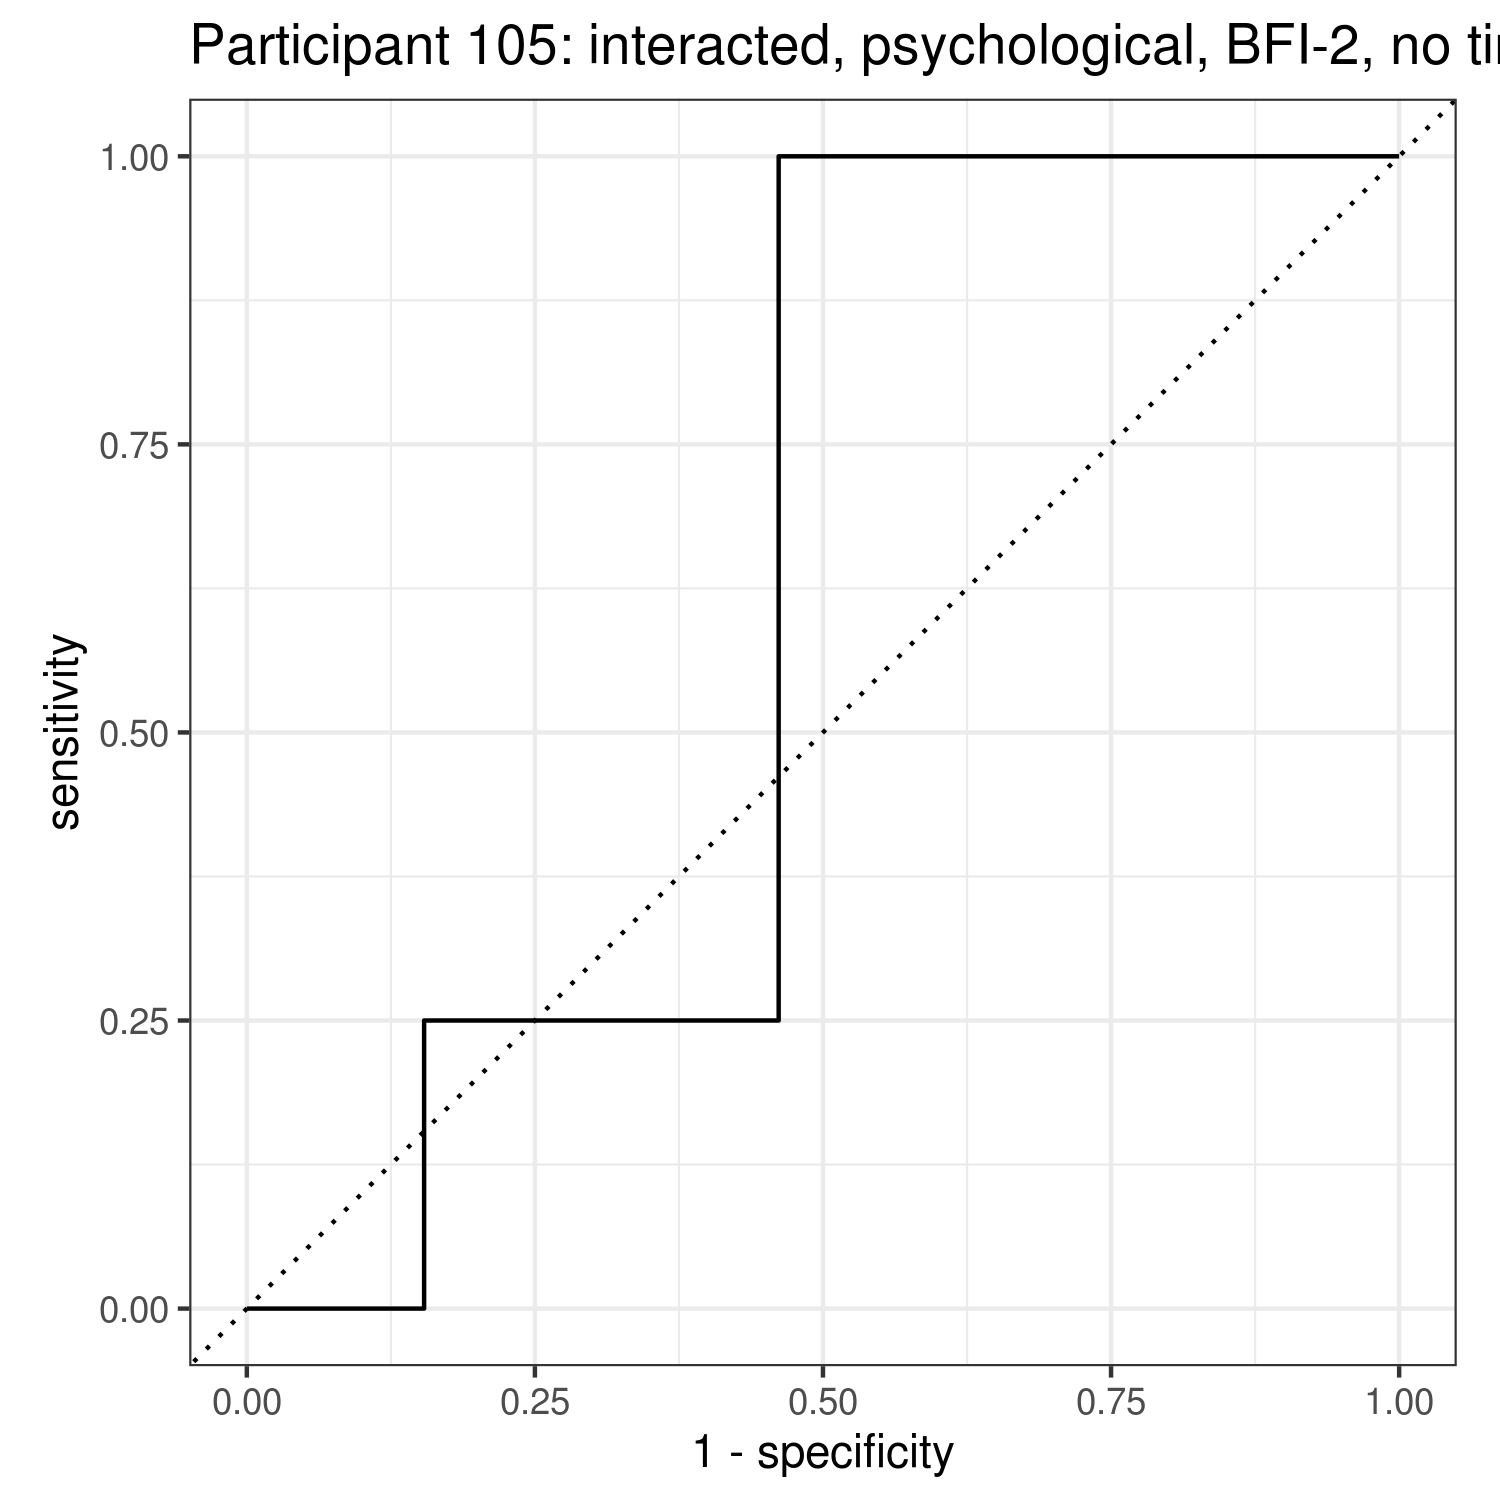 Participant 105: interacted, psychological, BFI-2, no
1.00
0.75
0.50
0.25
0.00
sensitivity
0.00 0.25 0.50 0.75 1.00
1 - specificity